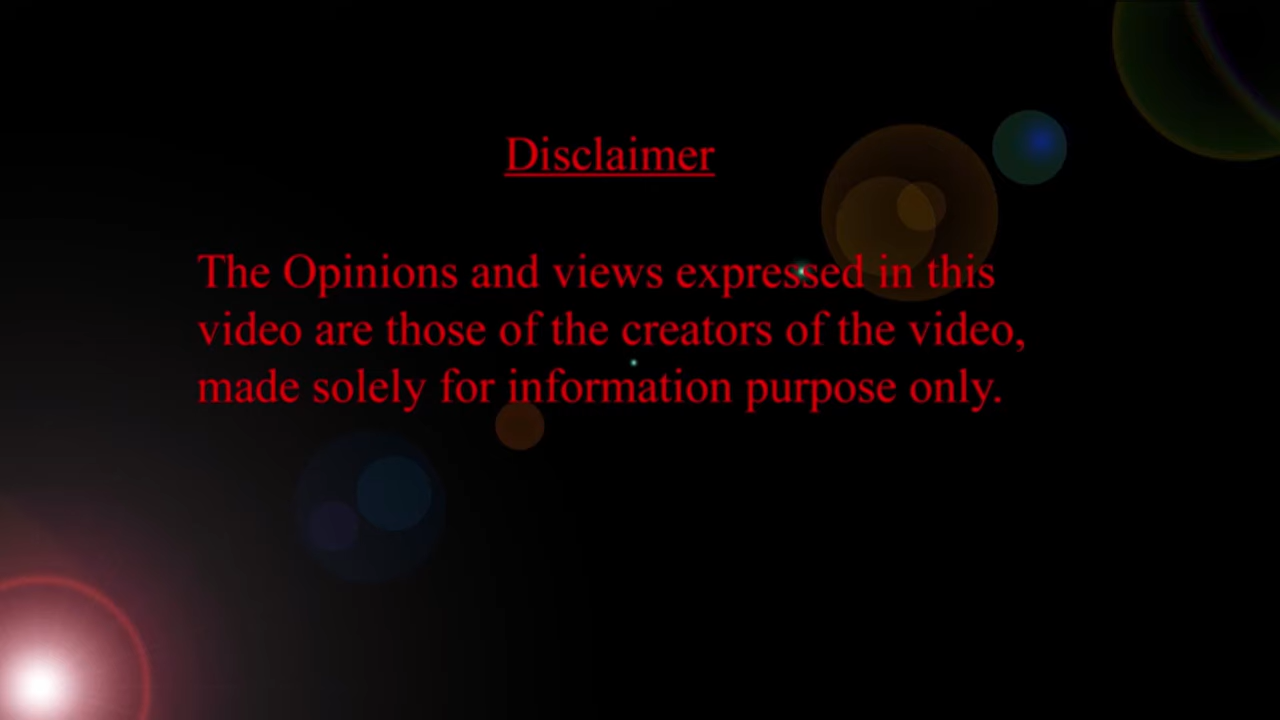 Disclaimer
The Opinions and views expressed in this
video are those of the creators of the video,
made solely for information purpose only.